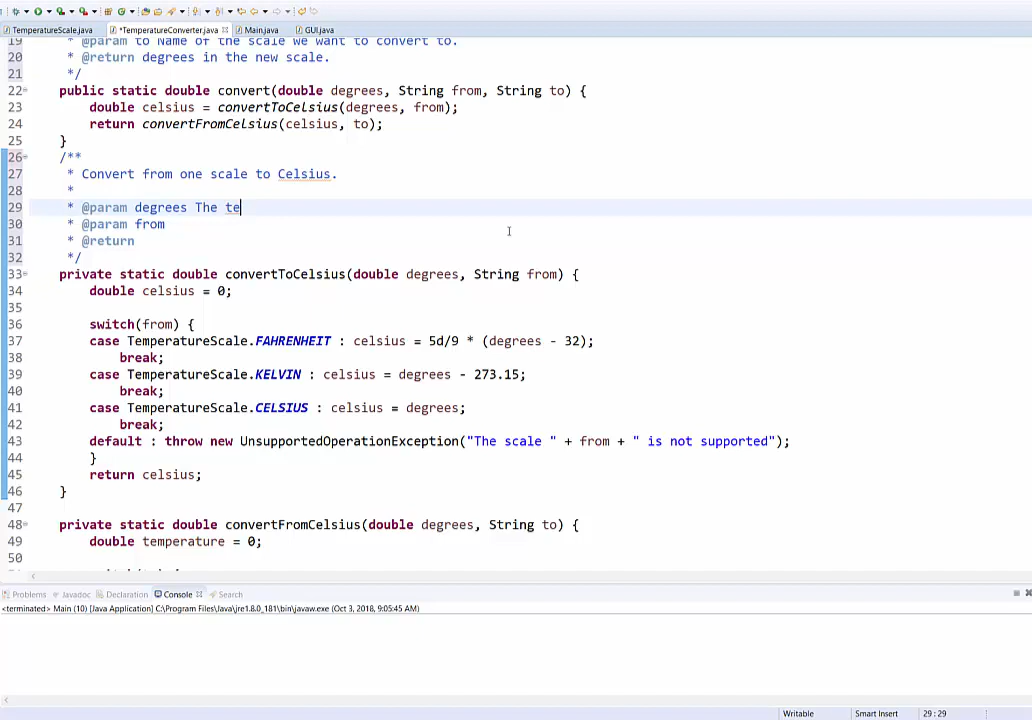 TemperatureScale.java *TemperatureConverter.java Main.java GUI.java
19 * @param to Name of the scale we want to convert to.
20 * @return degrees in the new scale.
21 */
22 public static double convert(double degrees, String from, String to) {
23 double celsius = convertToCelsius(degrees, from);
24 return convertFromCelsius(celsius, to);
25 }
26 /**
27 * Convert from one scale to Celsius.
28 *
29 * @param degrees The te
30 * @param from
31 * @return
32 */
33 private static double convertToCelsius(double degrees, String from) {
34 double celsius = 0;
35
36 switch(from) {
37 case TemperatureScale.FAHRENHEIT : celsius = 5d/9 * (degrees - 32);
38 break;
39 case TemperatureScale.KELVIN : celsius = degrees - 273.15;
40 break;
41 case TemperatureScale.CELSIUS : celsius = degrees;
42 break;
43 default : throw new UnsupportedOperationException("The scale " + from + " is not supported");
44 }
45 return celsius;
46 }
47
48 private static double convertFromCelsius(double degrees, String to) {
49 double temperature = 0;
50
Problems Javadoc Declaration Console Search
<terminated> Main (10) [Java Application] C:\Program Files\Java\jre1.8.0_181\bin\javaw.exe (Oct 3, 2018, 9:05:45 AM)
Writable Smart Insert 29 : 29